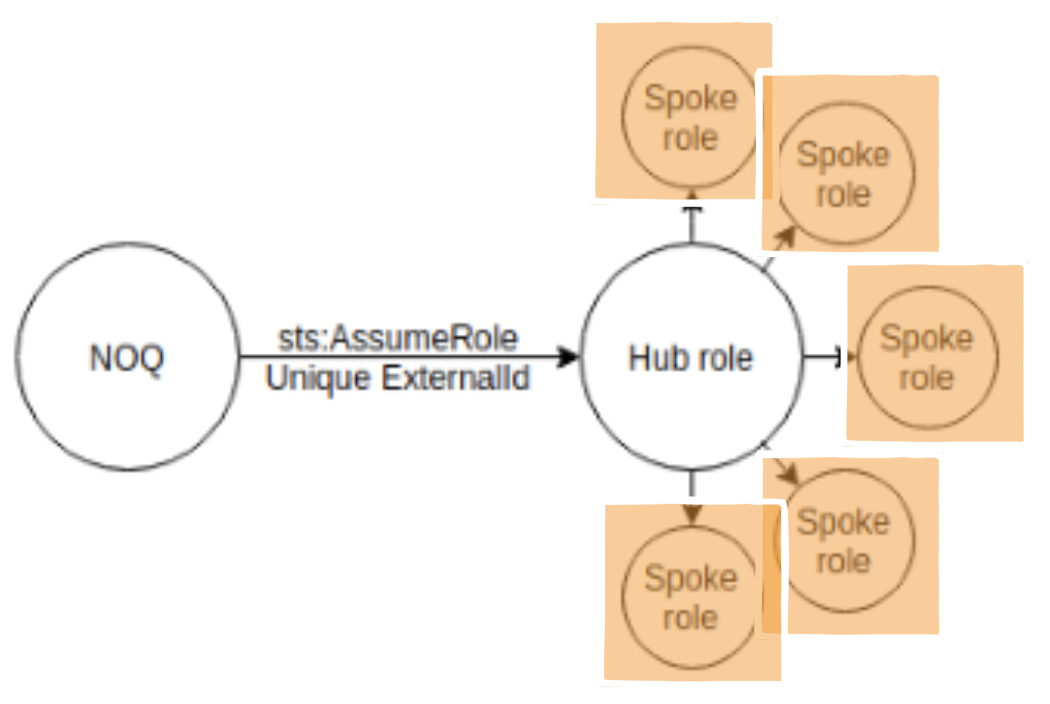 Spoke
role
Spoke
role
NOQ
sts:AssumeRole
Unique ExternalId
Hub role
Spoke
role
Spoke
role
Spoke
role